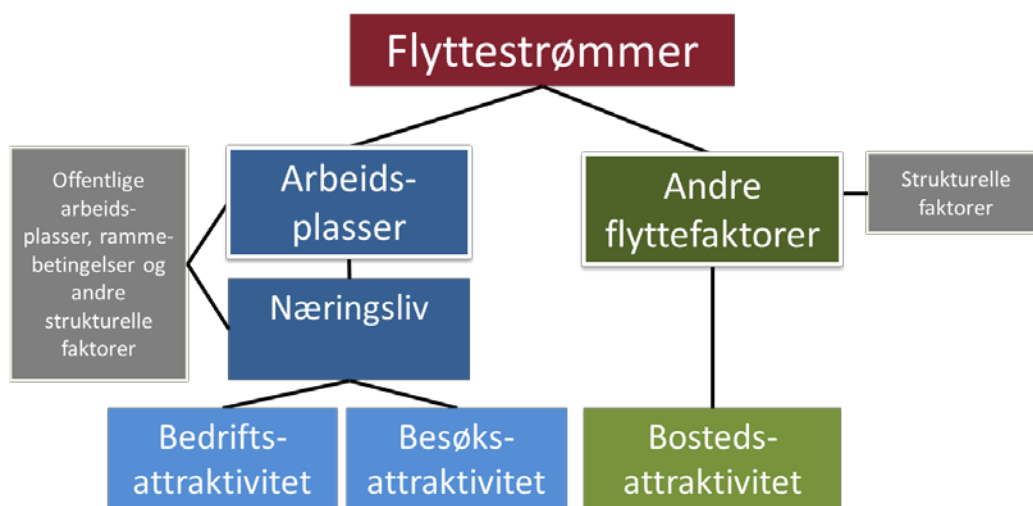 Flyttestrømmer
Offentlige
arbeids-
plasser, ramme-
betingelser og
andre
strukturelle
faktorer
Arbeids-
plasser
Andre
flyttefaktorer
Strukturelle
faktorer
Næringsliv
Bedrifts-
attraktivitet
Besøks-
attraktivitet
Bosteds-
attraktivitet